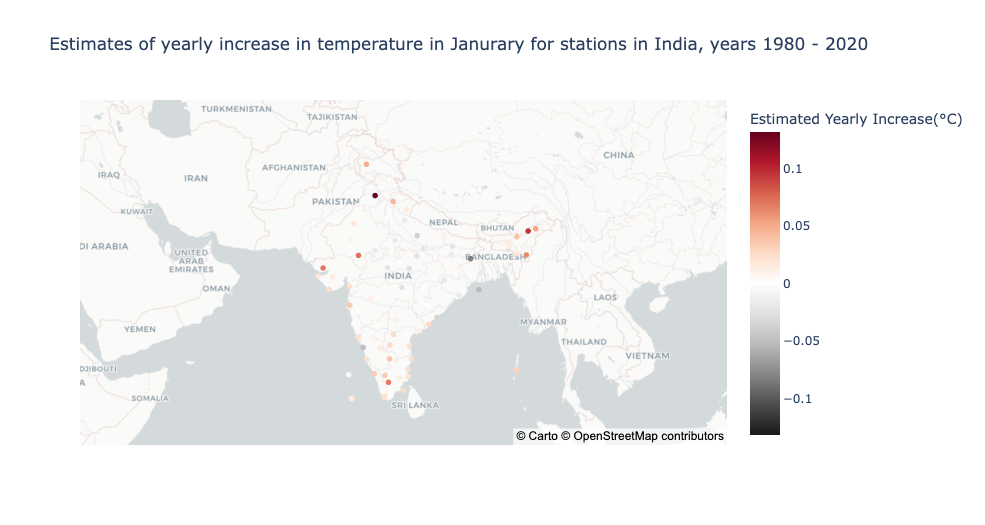 Estimates of yearly increase in temperature in Janurary for stations in India, years 1980 - 2020
Estimated Yearly Increase(°C)
0.1
0.05
0
−0.05
−0.1
TURKMENISTAN
TAJIKISTAN
CHINA
AFGHANISTAN
IRAQ
IRAN
PAKISTAN
KUWAIT
NEPAL
BHUTAN
DI ARABIA
UNITED
ARAB
EMIRATES
BANGLADESH
INDIA
OMAN
LAOS
YEMEN
MYANMAR
THAILAND
VIETNAM
DJIBOUTI
A
SOMALIA
SRI LANKA
© Carto © OpenStreetMap contributors